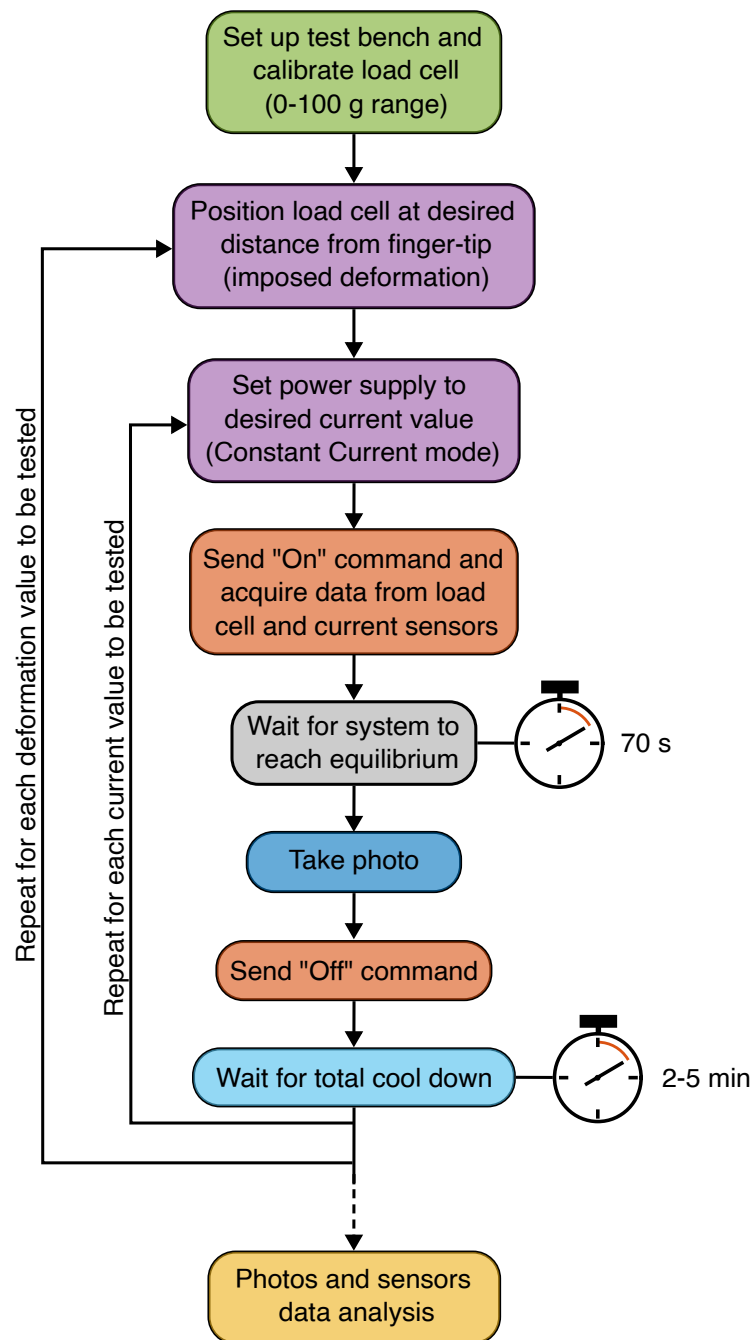 Set up test bench and
calibrate load cell
(0-100 g range)
Position load cell at desired
distance from finger-tip
(imposed deformation)
Set power supply to
desired current value
(Constant Current mode)
Send "On" command and
acquire data from load
cell and current sensors
Wait for system to
reach equilibrium
70 s
Take photo
Send "Off" command
Wait for total cool down
2-5 min
Repeat for each deformation value to be tested
Repeat for each current value to be tested
Photos and sensors
data analysis